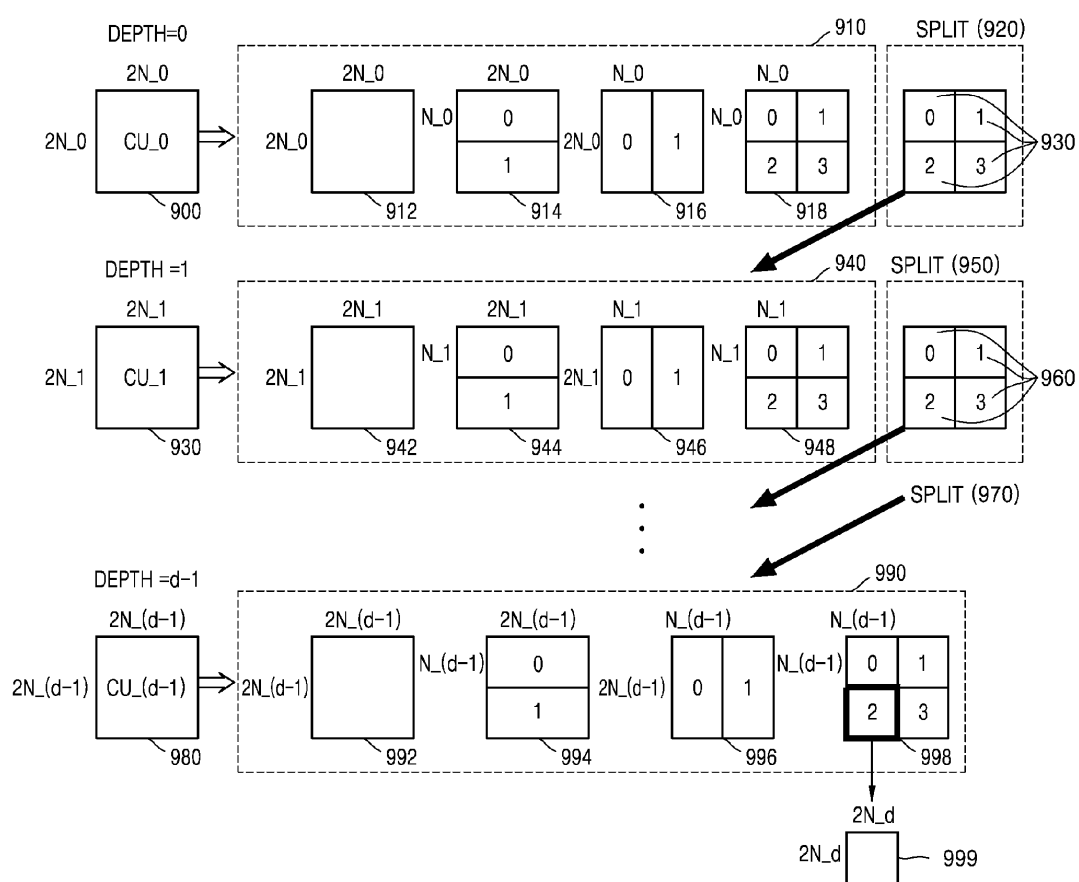 DEPTH=0
910
SPLIT (920)
2N_0
2N_0
2N_0
N_0
N_0
2N_0
CU_0
2N_0
N_0
0
1
2N_0
0
1
N_0
0
1
2
3
0
1
2
3
930
900
912
914
916
918
DEPTH =1
940
SPLIT (950)
2N_1
2N_1
2N_1
N_1
N_1
2N_1
CU_1
2N_1
N_1
0
1
2N_1
0
1
N_1
0
1
2
3
0
1
2
3
960
930
942
944
946
948
SPLIT (970)
DEPTH =d-1
990
2N_(d-1)
2N_(d-1)
2N_(d-1)
N_(d-1)
N_(d-1)
2N_(d-1)
CU_(d-1)
2N_(d-1)
N_(d-1)
0
1
2N_(d-1)
0
1
N_(d-1)
0
1
2
3
980
992
994
996
998
2N_d
2N_d
999